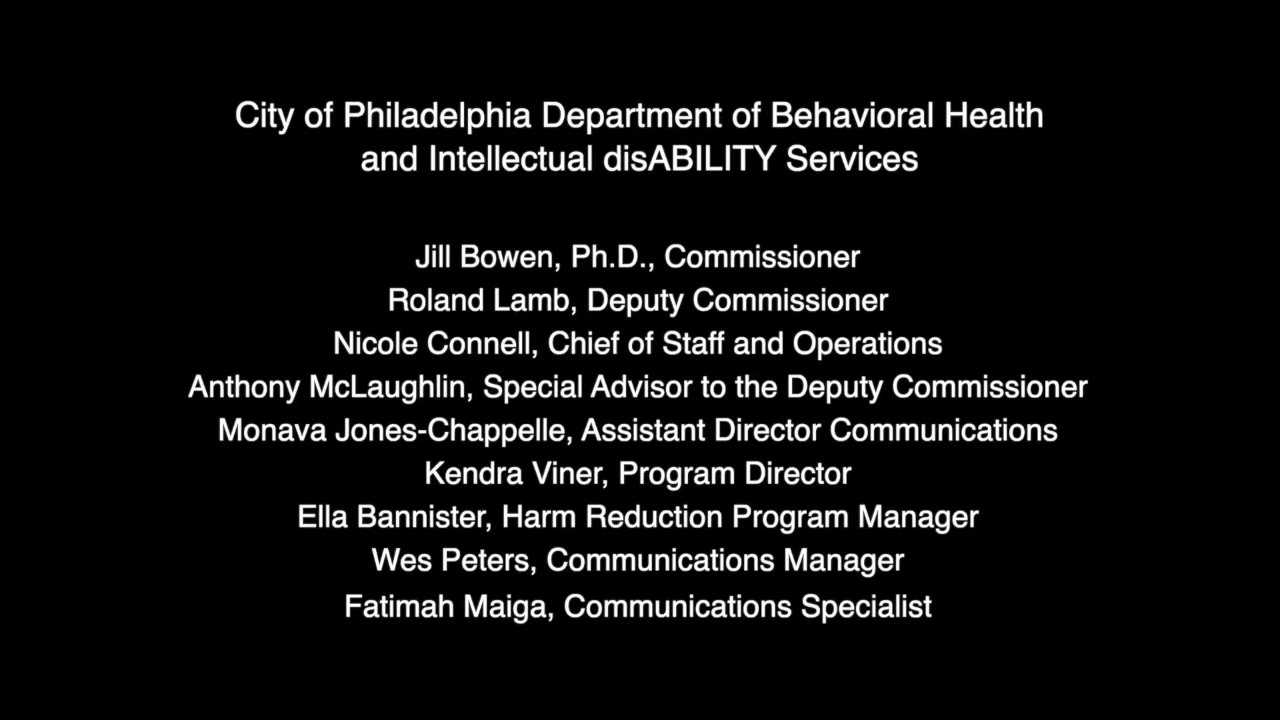 City of Philadelphia Department of Behavioral Health
and Intellectual disABILITY Services
Jill Bowen, Ph.D., Commissioner
Roland Lamb, Deputy Commissioner
Nicole Connell, Chief of Staff and Operations
Anthony McLaughlin, Special Advisor to the Deputy Commissioner
Monava Jones-Chappelle, Assistant Director Communications
Kendra Viner, Program Director
Ella Bannister, Harm Reduction Program Manager
Wes Peters, Communications Manager
Fatimah Maiga, Communications Specialist